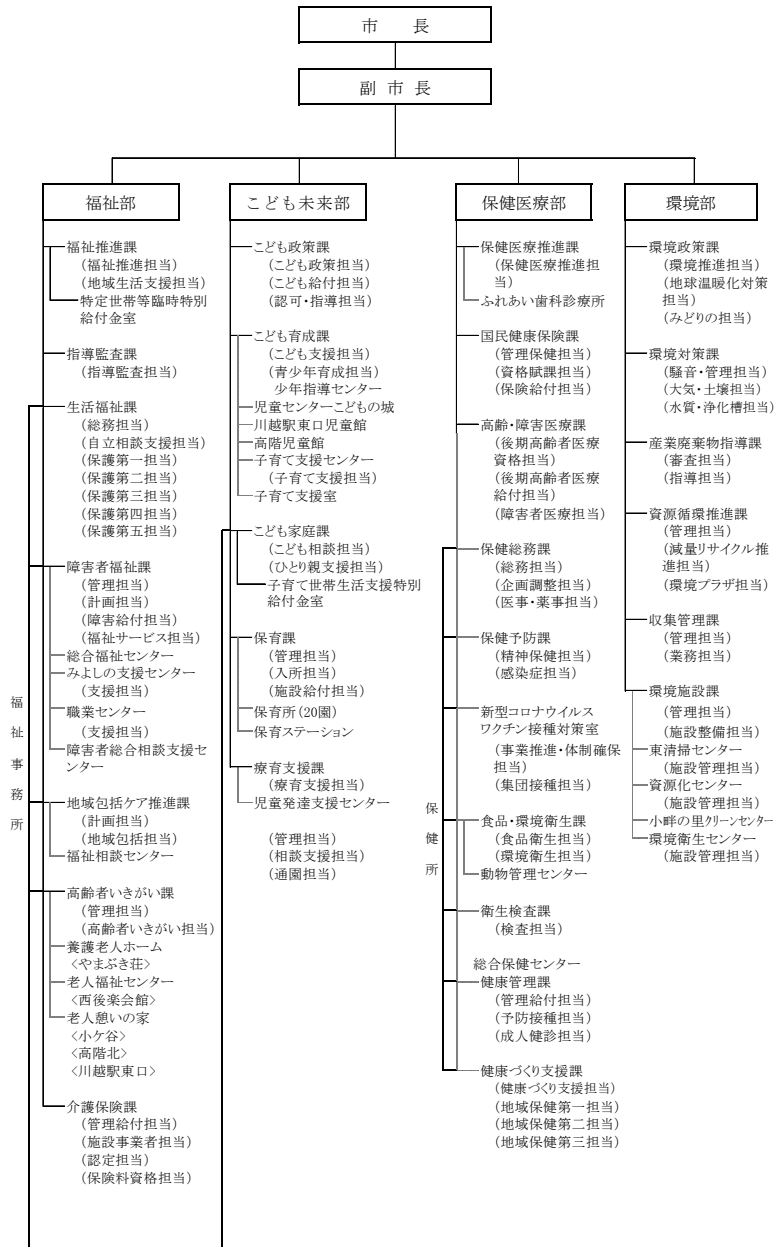 市　長
副 市 長
福祉部
福祉推進課
(福祉推進担当)
(地域生活支援担当)
特定世帯等臨時特別
給付金室
指導監査課
(指導監査担当)
生活福祉課
(総務担当)
(自立相談支援担当)
(保護第一担当)
(保護第二担当)
(保護第三担当)
(保護第四担当)
(保護第五担当)
障害者福祉課
(管理担当)
(計画担当)
(障害給付担当)
(福祉サービス担当)
総合福祉センター
みよしの支援センター
(支援担当)
職業センター
(支援担当)
障害者総合相談支援セ
ンター
福祉事務所
地域包括ケア推進課
(計画担当)
(地域包括担当)
福祉相談センター
高齢者いきがい課
(管理担当)
(高齢者いきがい担当)
養護老人ホーム
<やまぶき荘>
老人福祉センター
<西後楽会館>
老人憩いの家
<小ケ谷>
<高階北>
<川越駅東口>
介護保険課
(管理給付担当)
(施設事業者担当)
(認定担当)
(保険料資格担当)
こども未来部
こども政策課
(こども政策担当)
(こども給付担当)
(認可・指導担当)
こども育成課
(こども支援担当)
(青少年育成担当)
少年指導センター
児童センターこどもの城
川越駅東口児童館
高階児童館
子育て支援センター
(子育て支援担当)
子育て支援室
こども家庭課
(こども相談担当)
(ひとり親支援担当)
子育て世帯生活支援特別
給付金室
保育課
(管理担当)
(入所担当)
(施設給付担当)
保育所(20園)
保育ステーション
療育支援課
(療育支援担当)
児童発達支援センター
(管理担当)
(相談支援担当)
(通園担当)
保健医療部
保健医療推進課
(保健医療推進担
当)
ふれあい歯科診療所
国民健康保険課
(管理保健担当)
(資格賦課担当)
(保険給付担当)
高齢・障害医療課
(後期高齢者医療
資格担当)
(後期高齢者医療
給付担当)
(障害者医療担当)
保健総務課
(総務担当)
(企画調整担当)
(医事・薬事担当)
保健予防課
(精神保健担当)
(感染症担当)
新型コロナウイルス
ワクチン接種対策室
(事業推進・体制確保
担当)
(集団接種担当)
保健所
食品・環境衛生課
(食品衛生担当)
(環境衛生担当)
動物管理センター
衛生検査課
(検査担当)
総合保健センター
健康管理課
(管理給付担当)
(予防接種担当)
(成人健診担当)
健康づくり支援課
(健康づくり支援担当)
(地域保健第一担当)
(地域保健第二担当)
(地域保健第三担当)
環境部
環境政策課
(環境推進担当)
(地球温暖化対策
担当)
(みどりの担当)
環境対策課
(騒音・管理担当)
(大気・土壌担当)
(水質・浄化槽担当)
産業廃棄物指導課
(審査担当)
(指導担当)
資源循環推進課
(管理担当)
(減量リサイクル推
進担当)
(環境プラザ担当)
収集管理課
(管理担当)
(業務担当)
環境施設課
(管理担当)
(施設整備担当)
東清掃センター
(施設管理担当)
資源化センター
(施設管理担当)
小畔の里クリーンセンター
環境衛生センター
(施設管理担当)